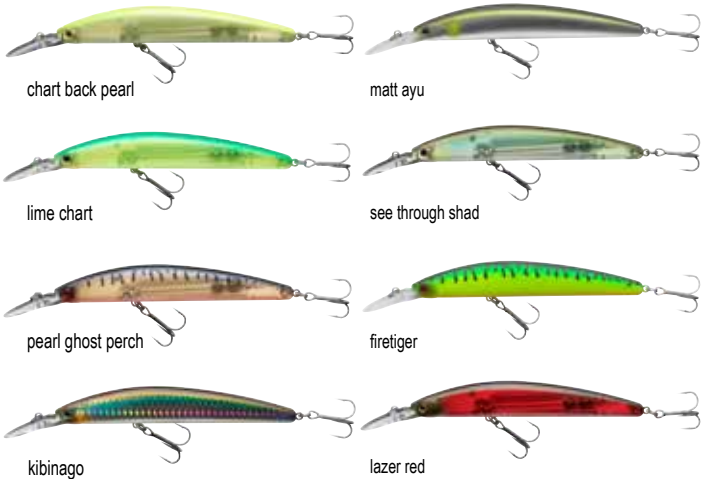 chart back pearl
matt ayu
lime chart
see through shad
pearl ghost perch
firetiger
kibinago
lazer red